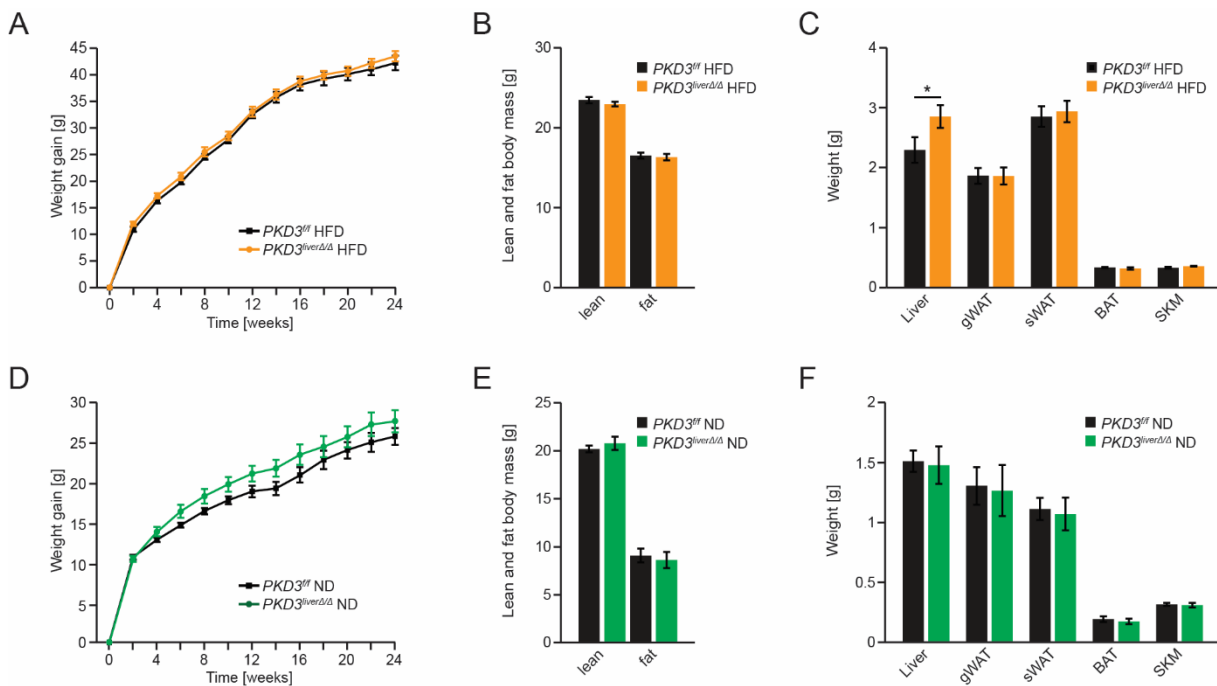 A
Weight gain [g]
45
40
35
30
25
20
15
10
5
0
PKD3f/f HFD
PKD3liverΔ/Δ HFD
0 4 8 12 16 20 24
Time [weeks]
B
Lean and fat body mass [g]
30
20
10
0
PKD3f/f HFD
PKD3liverΔ/Δ HFD
lean fat
C
Weight [g]
4
3
2
1
0
*
PKD3f/f HFD
PKD3liverΔ/Δ HFD
Liver gWAT sWAT BAT SKM
D
Weight gain [g]
30
25
20
15
10
5
0
PKD3f/f ND
PKD3liverΔ/Δ ND
0 4 8 12 16 20 24
Time [weeks]
E
Lean and fat body mass [g]
25
20
15
10
5
0
PKD3f/f ND
PKD3liverΔ/Δ ND
lean fat
F
Weight [g]
2
1.5
1
0.5
0
PKD3f/f ND
PKD3liverΔ/Δ ND
Liver gWAT sWAT BAT SKM